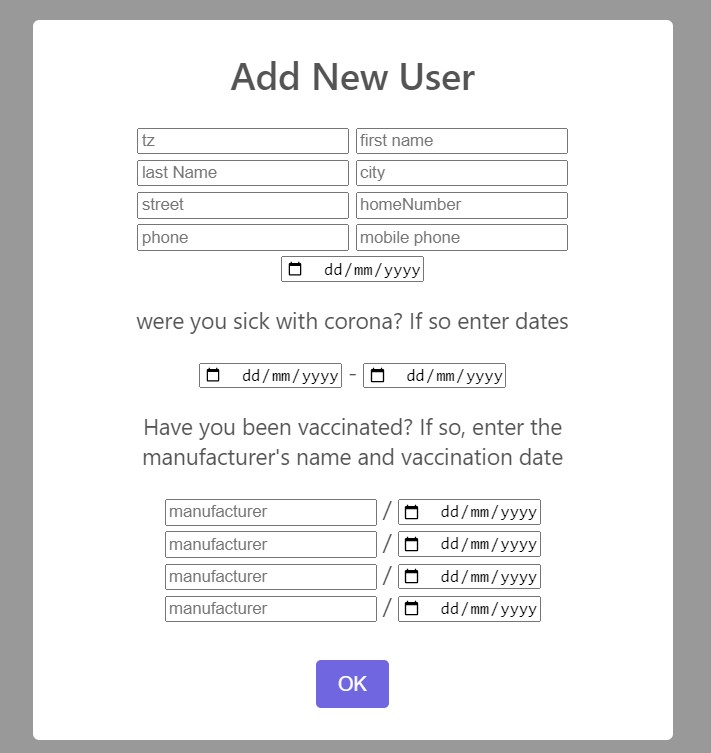 Add New User
tz first name
last Name city
street homeNumber
phone mobile phone
dd/mm/yyyy
were you sick with corona? If so enter dates
dd/mm/yyyy - dd/mm/yyyy
Have you been vaccinated? If so, enter the
manufacturer's name and vaccination date
manufacturer / dd/mm/yyyy
manufacturer / dd/mm/yyyy
manufacturer / dd/mm/yyyy
manufacturer / dd/mm/yyyy
OK